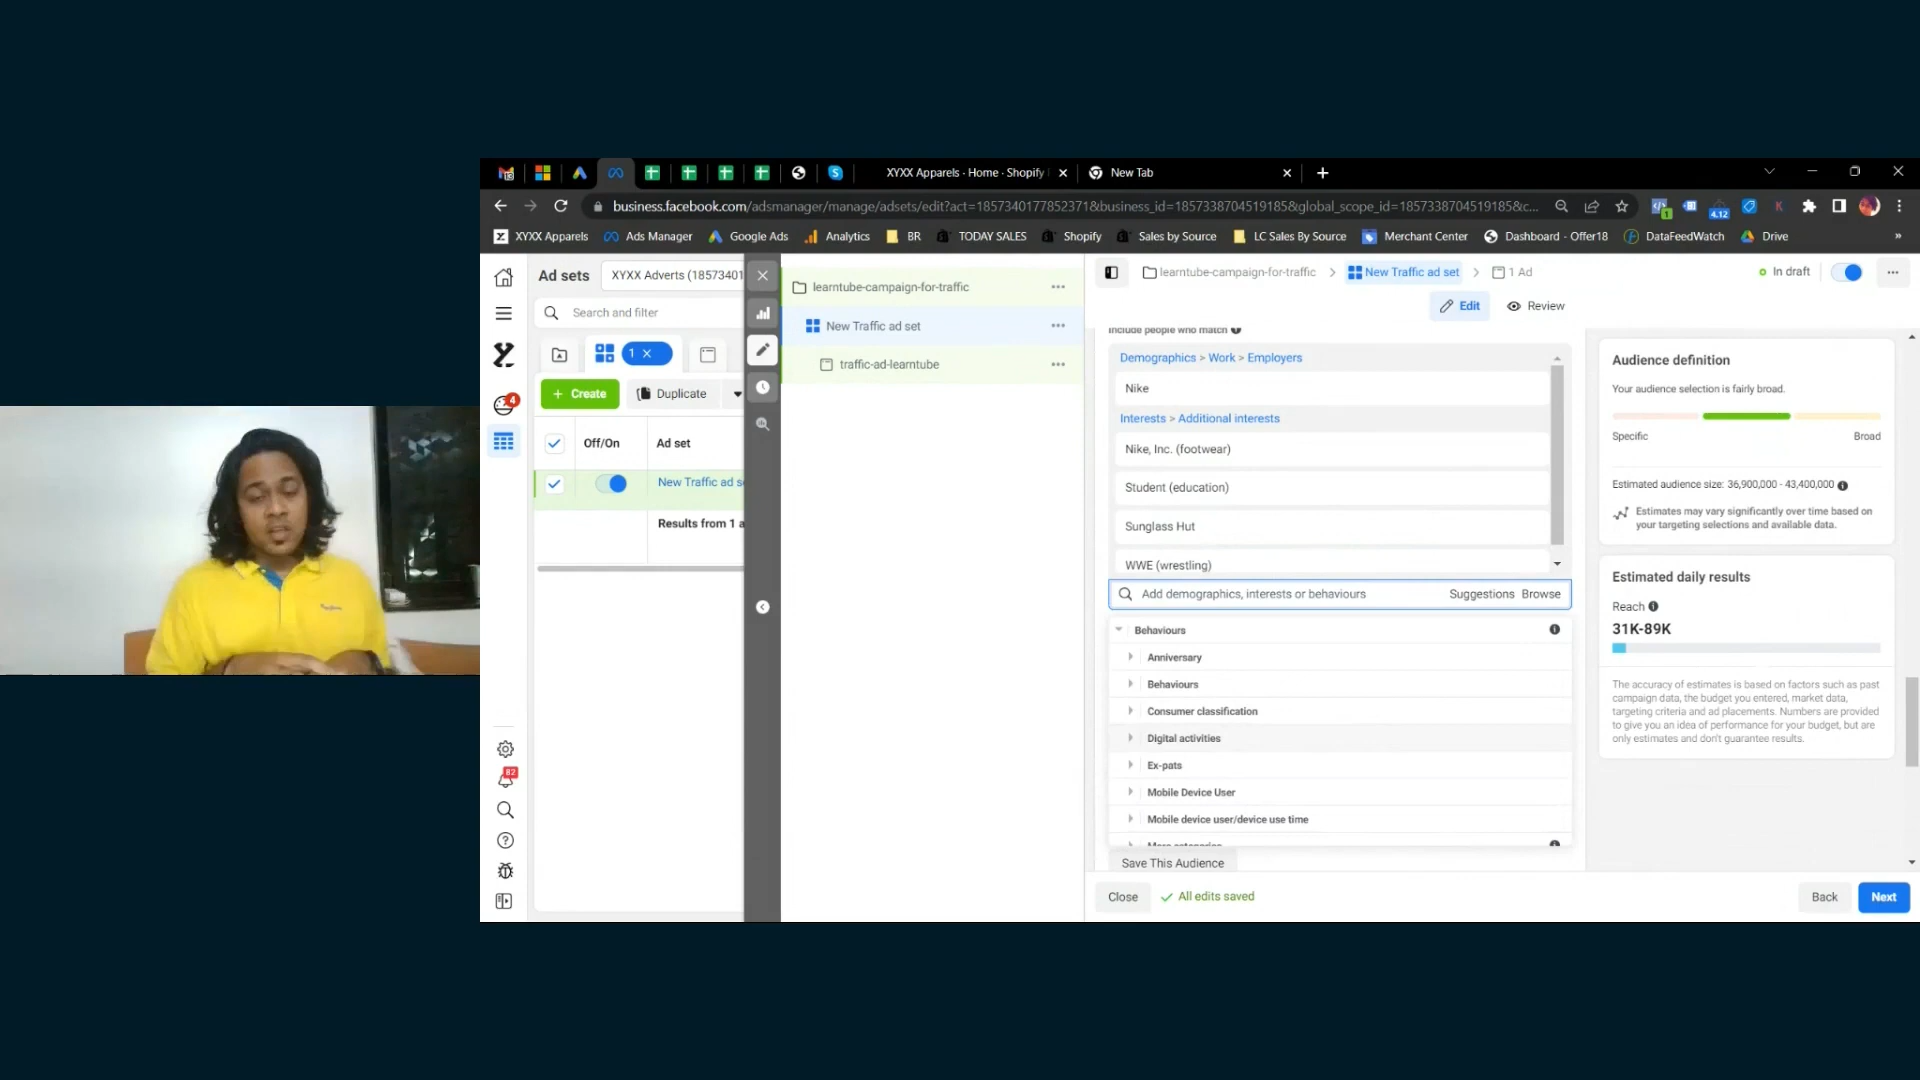 XYXX Apparels · Home · Shopify
New Tab
business.facebook.com/adsmanager/manage/adsets/edit?act=1857340177852371&business_id=1857338704519185&global_scope_id=1857338704519185&c...
1
4.12
XYXX Apparels
Ads Manager
Google Ads
Analytics
BR
TODAY SALES
Shopify
Sales by Source
LC Sales By Source
Merchant Center
Dashboard - Offer18
DataFeedWatch
Drive
»
Ad sets
XYXX Adverts (18573401
Search and filter
1 ×
+ Create
Duplicate
Off/On
Ad set
New Traffic ad s
Results from 1 a
4
82
learntube-campaign-for-traffic
New Traffic ad set
traffic-ad-learntube
learntube-campaign-for-traffic
New Traffic ad set
1 Ad
In draft
Edit
Review
Include people who match
Demographics > Work > Employers
Nike
Interests > Additional interests
Nike, Inc. (footwear)
Student (education)
Sunglass Hut
WWE (wrestling)
Add demographics, interests or behaviours
Suggestions
Browse
Behaviours
Anniversary
Behaviours
Consumer classification
Digital activities
Ex-pats
Mobile Device User
Mobile device user/device use time
More categories
Save This Audience
Close
All edits saved
Back
Next
Audience definition
Your audience selection is fairly broad.
Specific
Broad
Estimated audience size: 36,900,000 - 43,400,000
Estimates may vary significantly over time based on
your targeting selections and available data.
Estimated daily results
Reach
31K-89K
The accuracy of estimates is based on factors such as past
campaign data, the budget you entered, market data,
targeting criteria and ad placements. Numbers are provided
to give you an idea of performance for your budget, but are
only estimates and don't guarantee results.